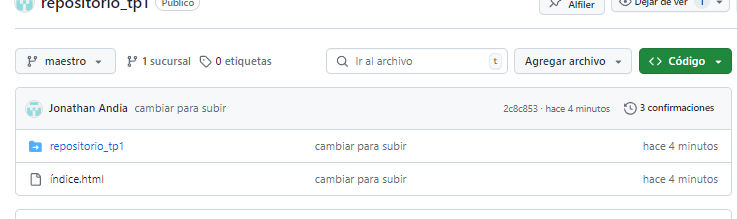 repositorio_tp1 Público Alfiler Dejar de ver 1
maestro 1 sucursal 0 etiquetas Ir al archivo t Agregar archivo Código
Jonathan Andia cambiar para subir 2c8c853 · hace 4 minutos 3 confirmaciones
repositorio_tp1 cambiar para subir hace 4 minutos
índice.html cambiar para subir hace 4 minutos